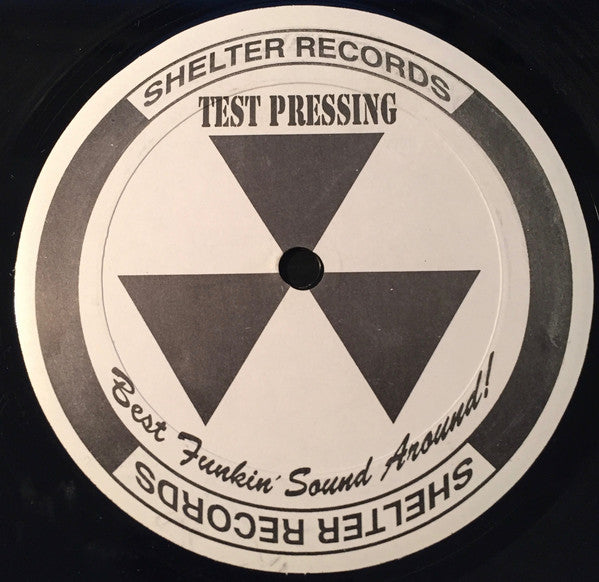 SHELTER RECORDS
TEST PRESSING
Best Funkin' Sound Around!
SHELTER RECORDS